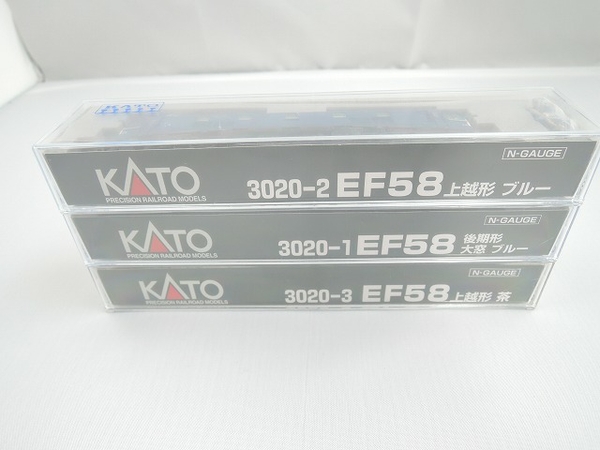 KATO
N-GAUGE
KATO
PRECISION RAILROAD MODELS
3020-2 EF58 上越形 ブルー
N-GAUGE
KATO
PRECISION RAILROAD MODELS
3020-1 EF58 後期形
大窓 ブルー
N-GAUGE
KATO
PRECISION RAILROAD MODELS
3020-3 EF58 上越形 茶